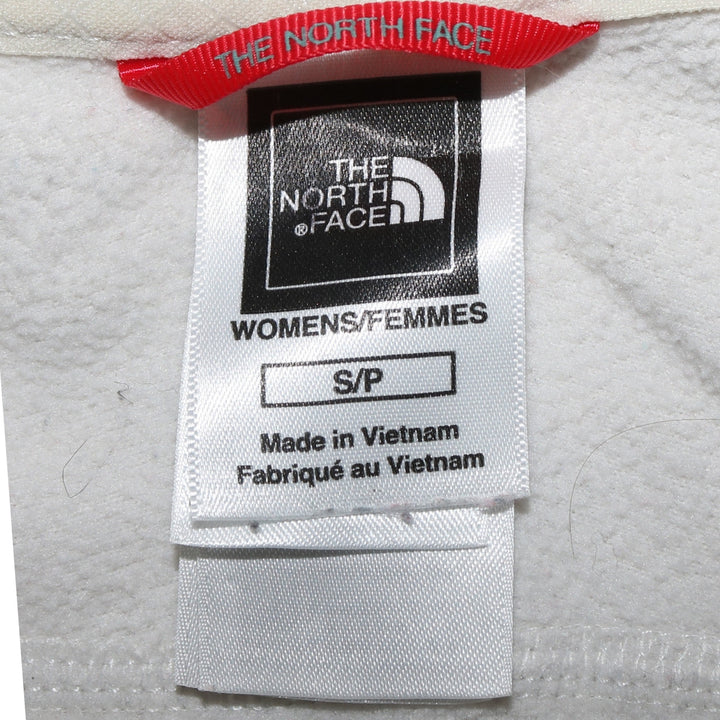 THE NORTH FACE
THE
NORTH
®FACE
WOMENS/FEMMES
S/P
Made in Vietnam
Fabriqué au Vietnam